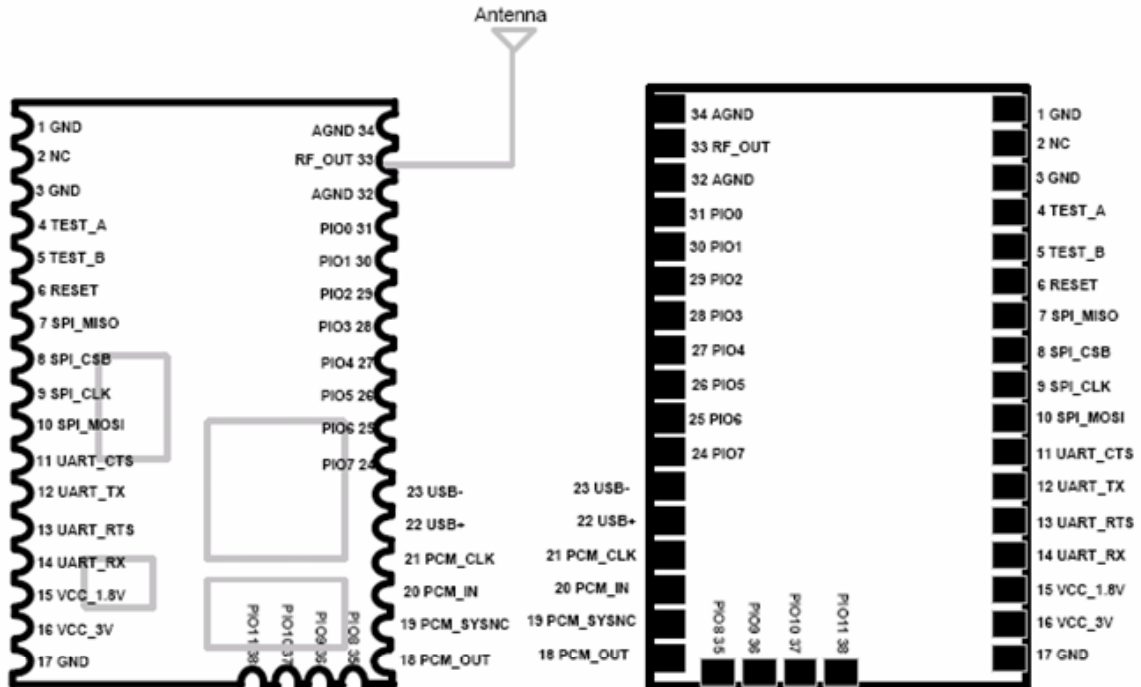 Antenna
1 GND
2 NC
3 GND
4 TEST_A
5 TEST_B
6 RESET
7 SPI_MISO
8 SPI_CSB
9 SPI_CLK
10 SPI_MOSI
11 UART_CTS
12 UART_TX
13 UART_RTS
14 UART_RX
15 VCC_1.8V
16 VCC_3V
17 GND
AGND 34
RF_OUT 33
AGND 32
PIO0 31
PIO1 30
PIO2 29
PIO3 28
PIO4 27
PIO5 26
PIO6 25
PIO7 24
23 USB-
22 USB+
21 PCM_CLK
20 PCM_IN
19 PCM_SYSNC
18 PCM_OUT
PIO11 38
PIO10 37
PIO9 36
PIO8 35
34 AGND
33 RF_OUT
32 AGND
31 PIO0
30 PIO1
29 PIO2
28 PIO3
27 PIO4
26 PIO5
25 PIO6
24 PIO7
23 USB-
22 USB+
21 PCM_CLK
20 PCM_IN
19 PCM_SYSNC
18 PCM_OUT
PIO8 35
PIO9 36
PIO10 37
PIO11 38
1 GND
2 NC
3 GND
4 TEST_A
5 TEST_B
6 RESET
7 SPI_MISO
8 SPI_CSB
9 SPI_CLK
10 SPI_MOSI
11 UART_CTS
12 UART_TX
13 UART_RTS
14 UART_RX
15 VCC_1.8V
16 VCC_3V
17 GND